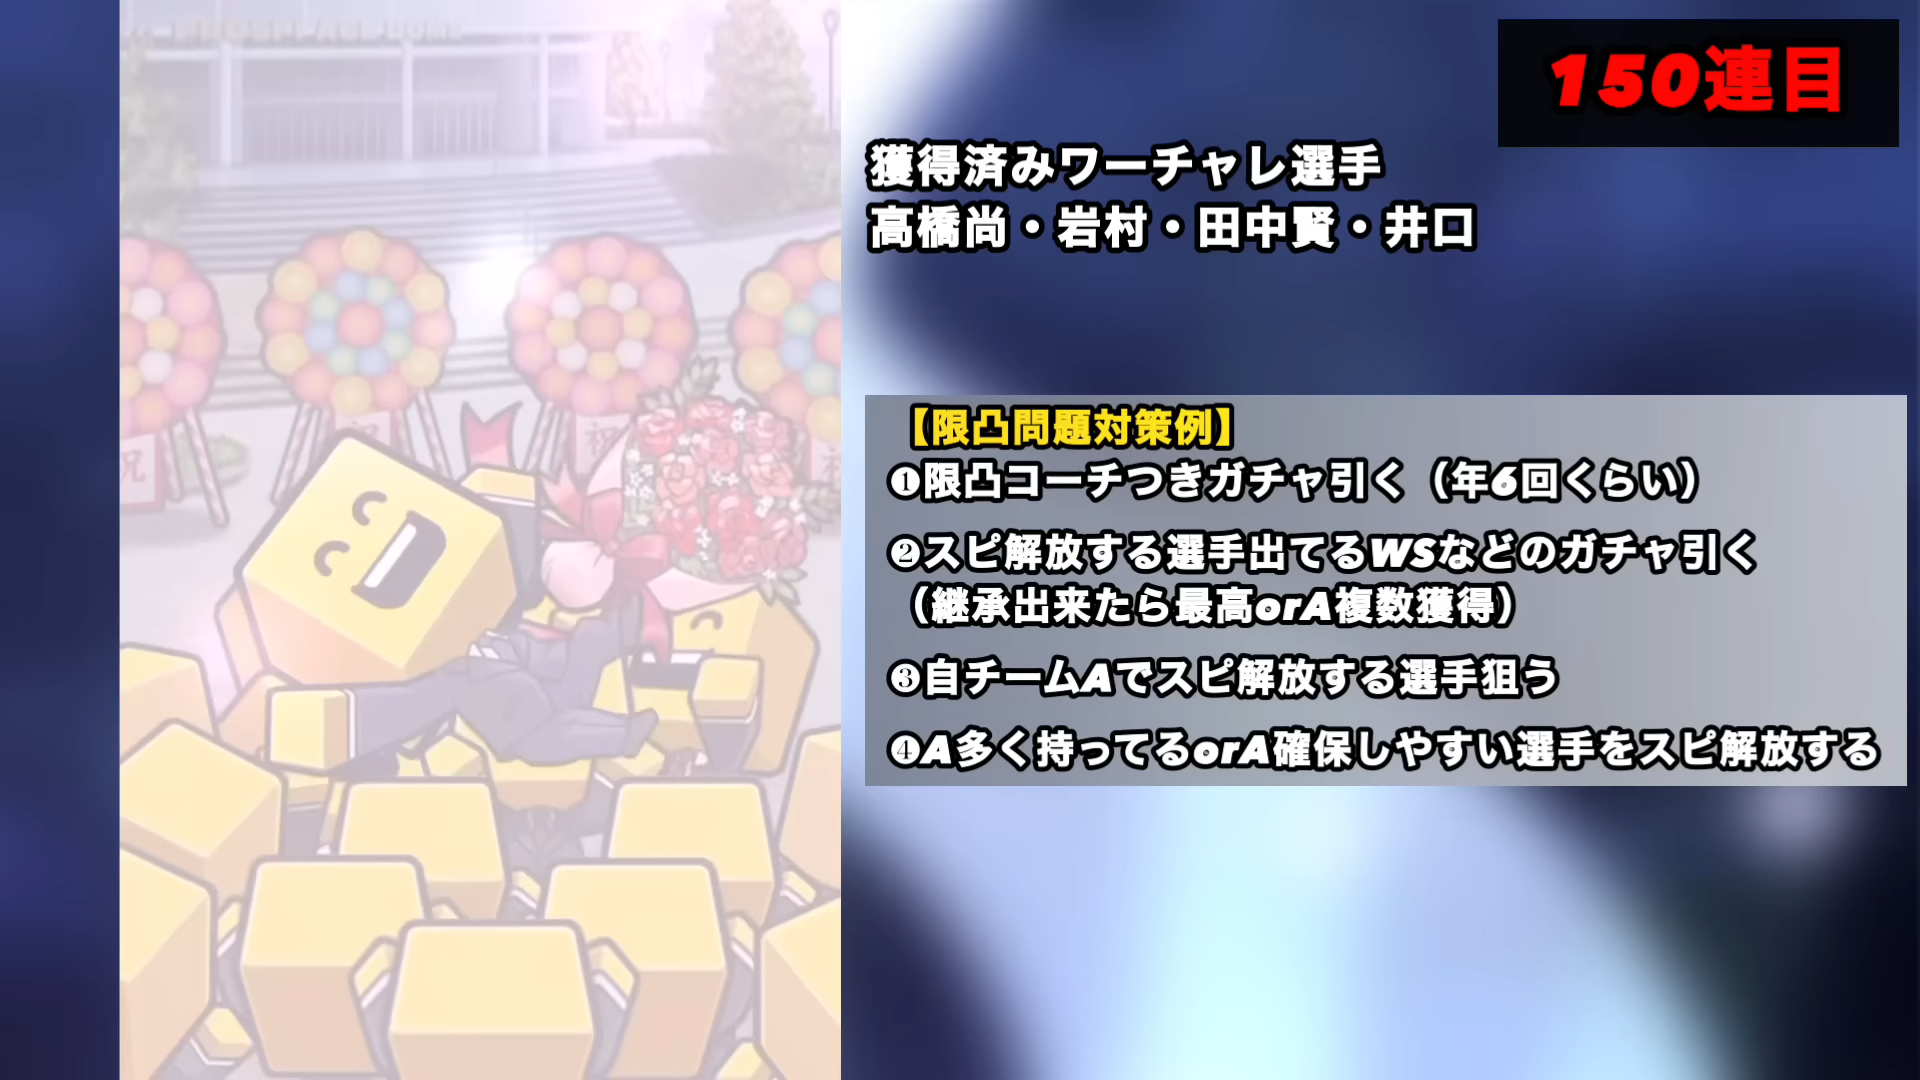 150連目
獲得済みワーチャレ選手
高橋尚・岩村・田中賢・井口
【限凸問題対策例】
❶限凸コーチつきガチャ引く（年6回くらい）
❷スピ解放する選手出てるWSなどのガチャ引く
（継承出来たら最高orA複数獲得）
❸自チームAでスピ解放する選手狙う
❹A多く持ってるorA確保しやすい選手をスピ解放する
祝
祝